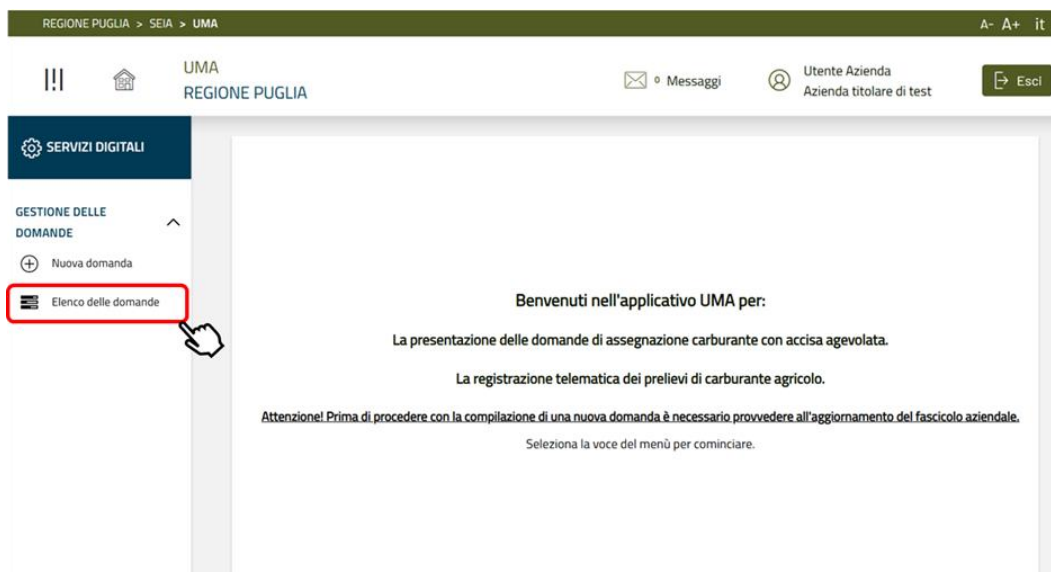 REGIONE PUGLIA > SEIA > UMA
A- A+ it
UMA
REGIONE PUGLIA
0 Messaggi
Utente Azienda
Azienda titolare di test
Esci
SERVIZI DIGITALI
GESTIONE DELLE
DOMANDE
Nuova domanda
Elenco delle domande
Benvenuti nell'applicativo UMA per:
La presentazione delle domande di assegnazione carburante con accisa agevolata.
La registrazione telematica dei prelievi di carburante agricolo.
Attenzione! Prima di procedere con la compilazione di una nuova domanda è necessario provvedere all'aggiornamento del fascicolo aziendale.
Seleziona la voce del menù per cominciare.